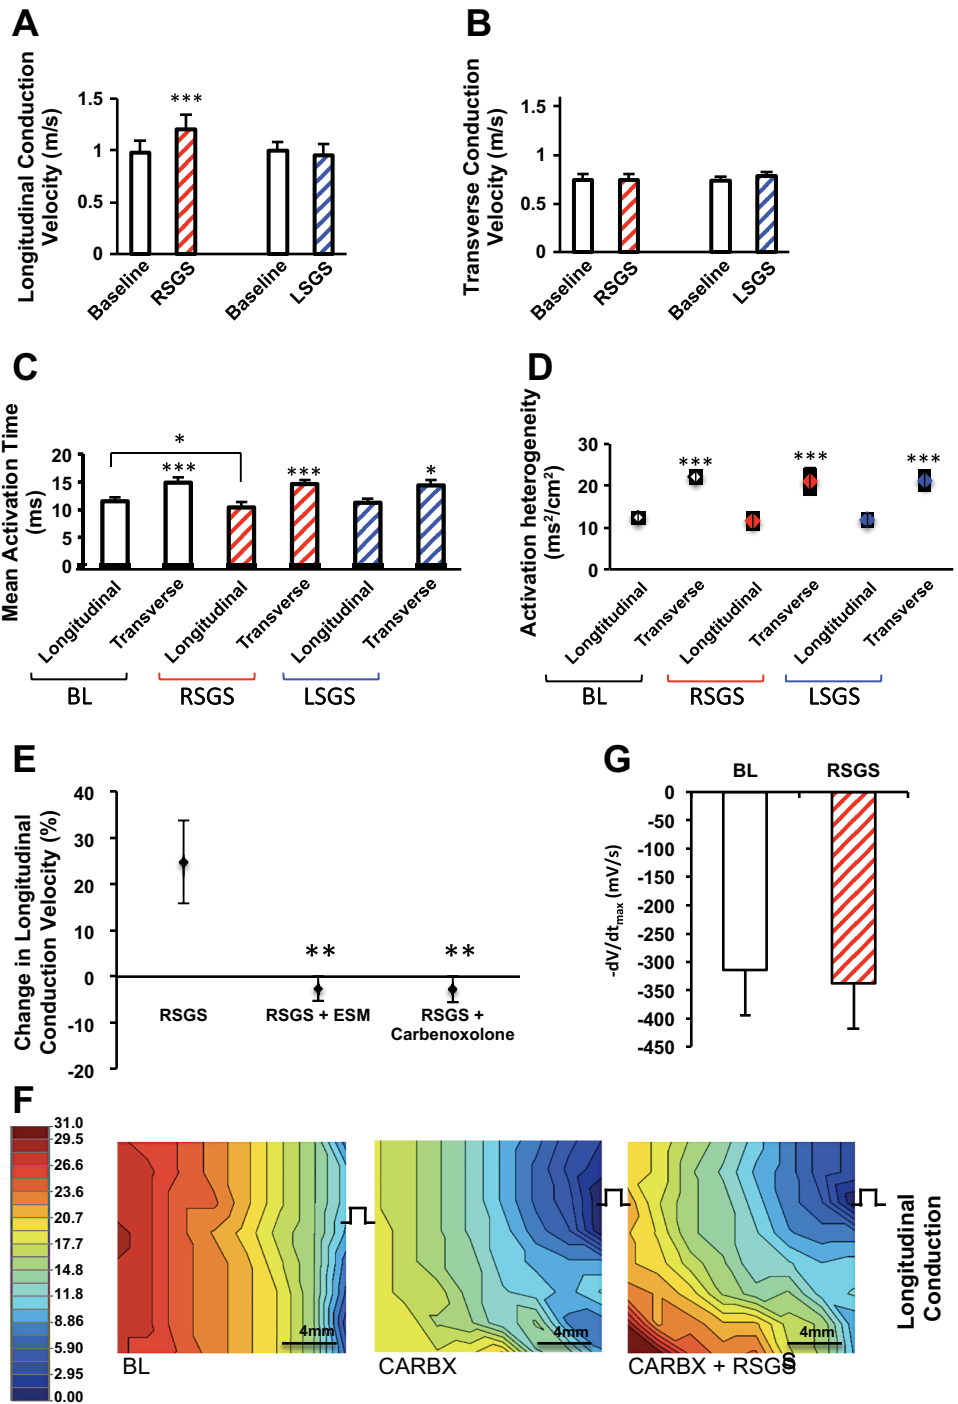 A
Longitudinal Conduction
Velocity (m/s)
1.5
1
0.5
0
***
Baseline
RSGS
Baseline
LSGS
B
Transverse Conduction
Velocity (m/s)
1.5
1
0.5
0
Baseline
RSGS
Baseline
LSGS
C
Mean Activation Time
(ms)
20
15
10
5
0
*
***
***
*
Longtitudinal
Transverse
Longtitudinal
Transverse
Longtitudinal
Transverse
BL
RSGS
LSGS
D
Activation heterogeneity
(ms²/cm²)
30
20
10
0
***
***
***
Longtitudinal
Transverse
Longtitudinal
Transverse
Longtitudinal
Transverse
BL
RSGS
LSGS
E
Change in Longitudinal
Conduction Velocity (%)
40
30
20
10
0
-10
-20
**
**
RSGS
RSGS + ESM
RSGS +
Carbenoxolone
G
BL
RSGS
-dV/dtmax (mV/s)
0
-50
-100
-150
-200
-250
-300
-350
-400
-450
F
31.0
29.5
26.6
23.6
20.7
17.7
14.8
11.8
8.86
5.90
2.95
0.00
4mm
4mm
4mm
BL
CARBX
CARBX + RSGS
S
Longitudinal
Conduction